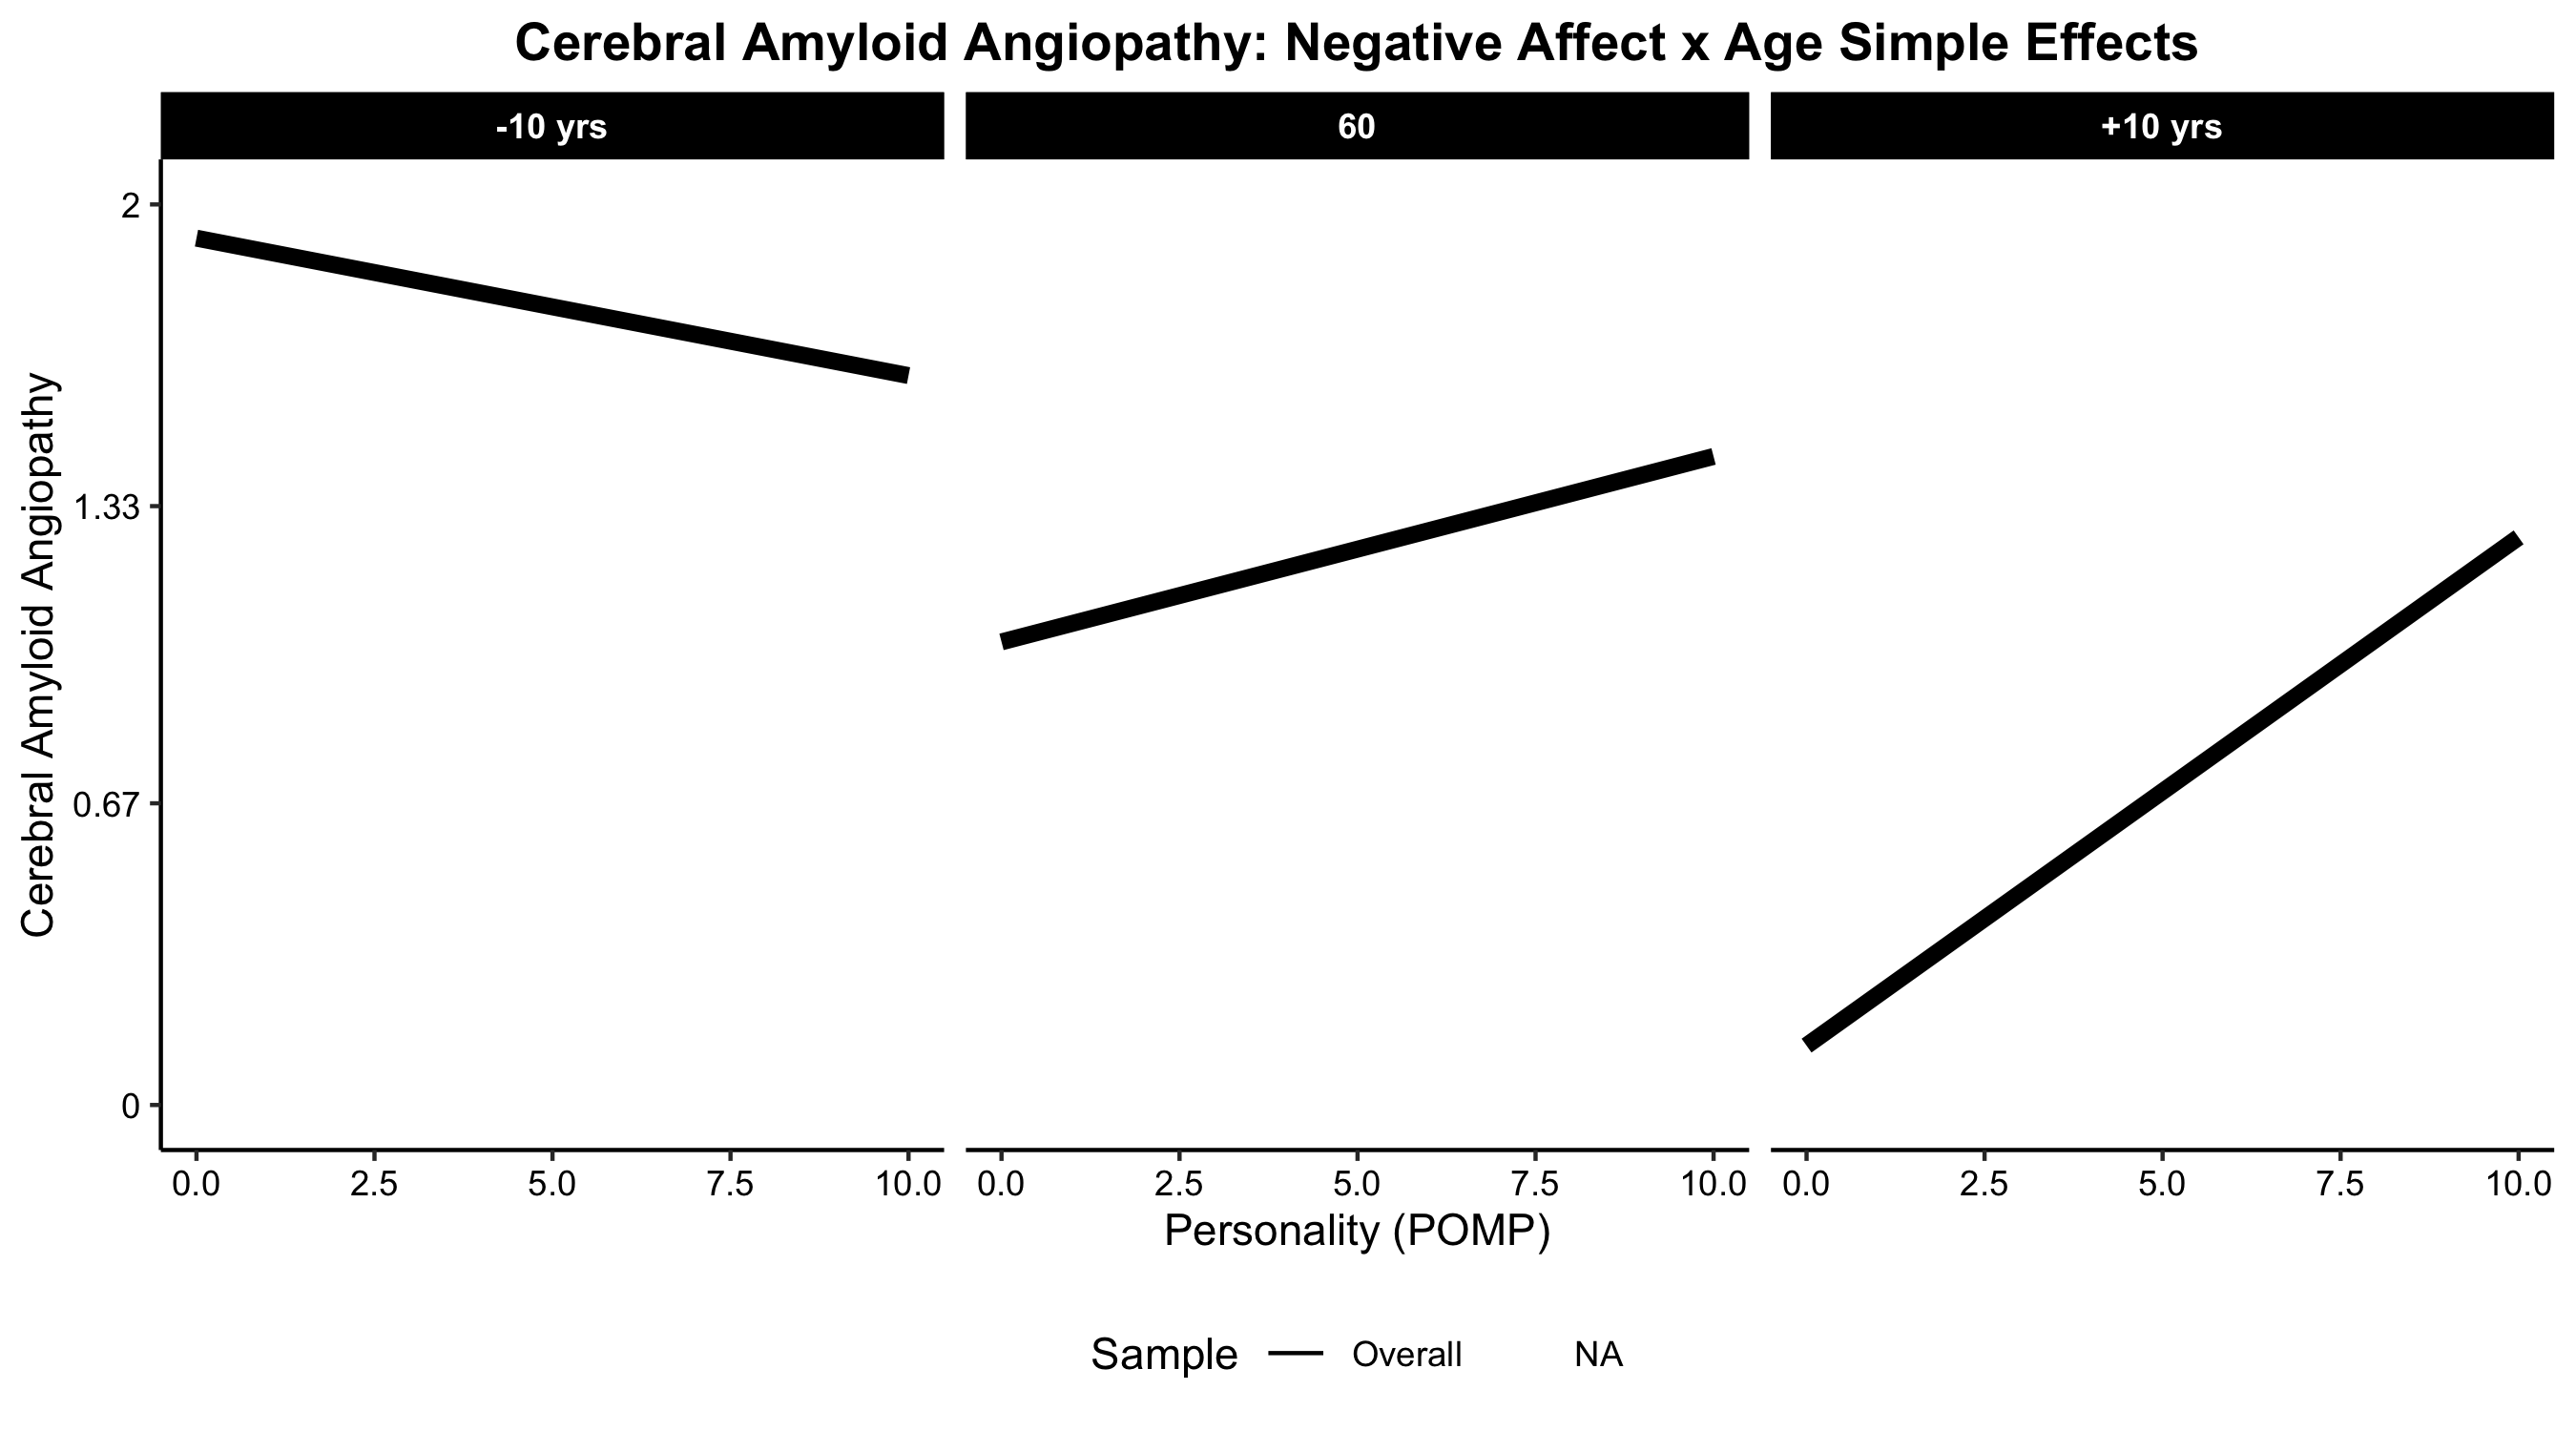 Cerebral Amyloid Angiopathy: Negative Affect x Age Simple Effects
-10 yrs
60
+10 yrs
Cerebral Amyloid Angiopathy
2
1.33
0.67
0
0.0 2.5 5.0 7.5 10.0
0.0 2.5 5.0 7.5 10.0
0.0 2.5 5.0 7.5 10.0
Personality (POMP)
Sample Overall NA